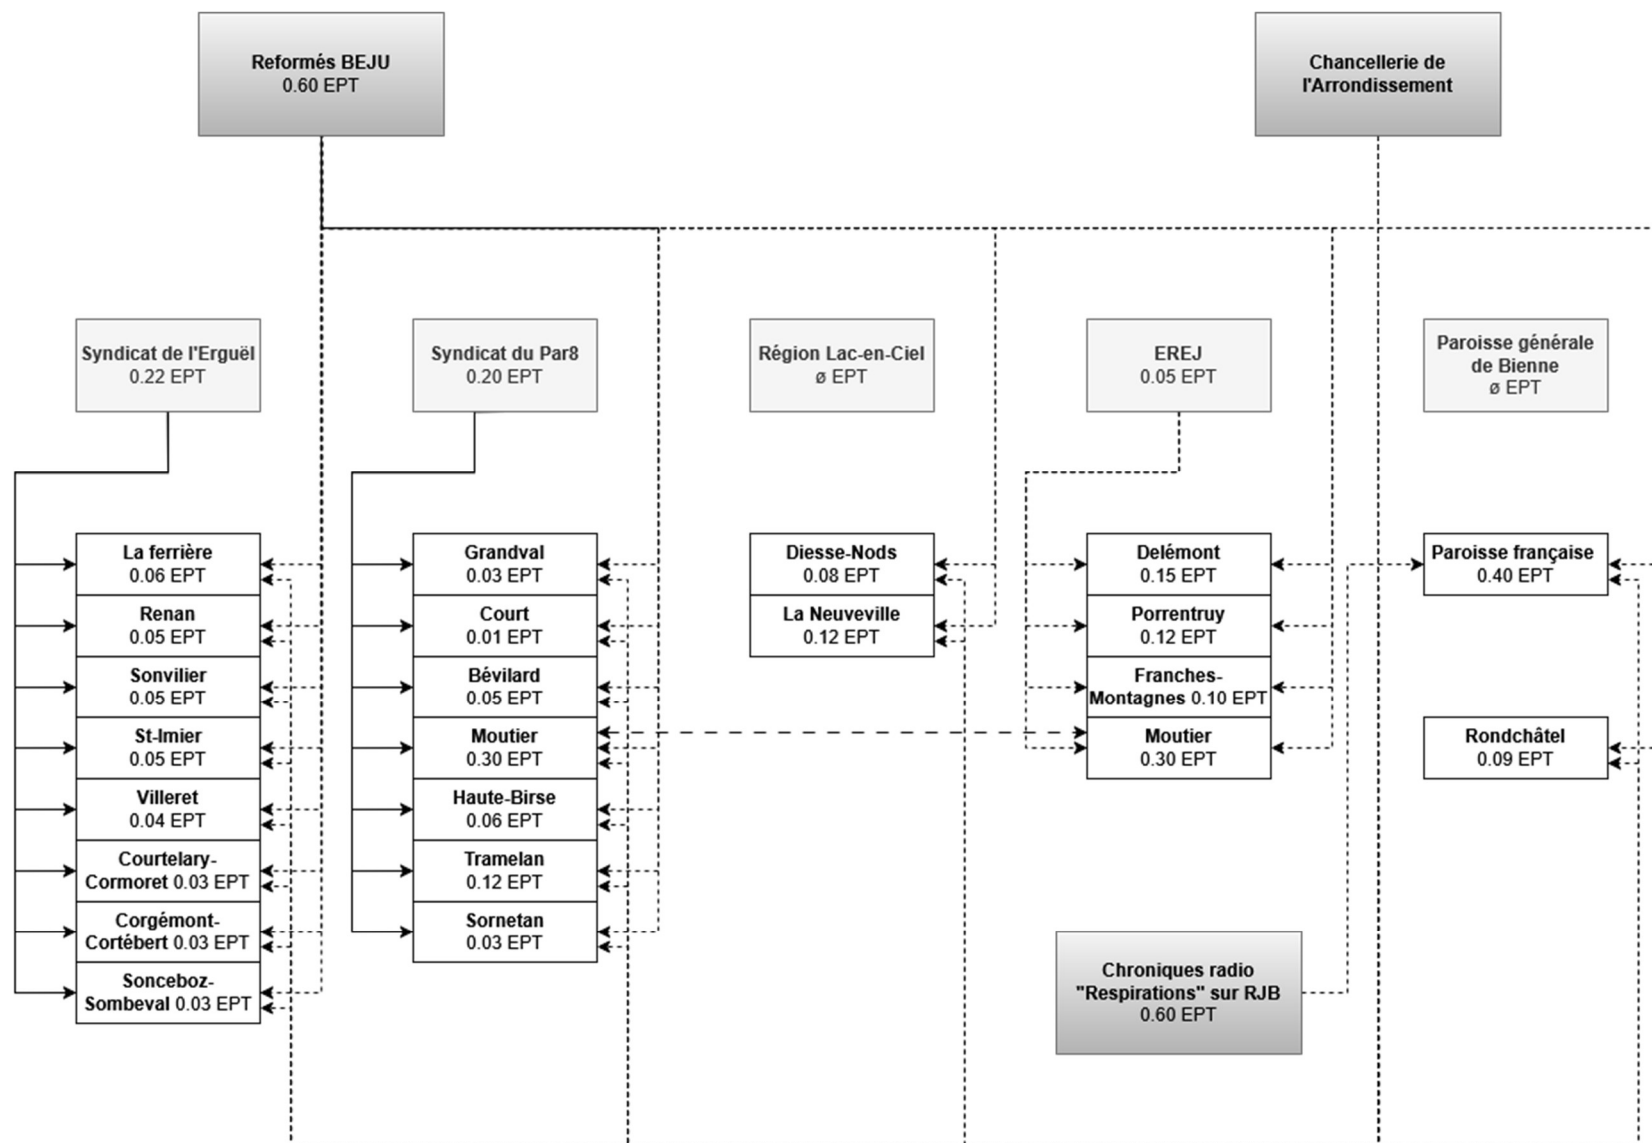 Reformés BEJU
0.60 EPT
Chancellerie de
l'Arrondissement
Syndicat de l'Erguël
0.22 EPT
Syndicat du Par8
0.20 EPT
Région Lac-en-Ciel
ø EPT
EREJ
0.05 EPT
Paroisse générale
de Bienne
ø EPT
La ferrière
0.06 EPT
Renan
0.05 EPT
Sonvilier
0.05 EPT
St-Imier
0.05 EPT
Villeret
0.04 EPT
Courtelary-
Cormoret 0.03 EPT
Corgémont-
Cortébert 0.03 EPT
Sonceboz-
Sombeval 0.03 EPT
Grandval
0.03 EPT
Court
0.01 EPT
Bévilard
0.05 EPT
Moutier
0.30 EPT
Haute-Birse
0.06 EPT
Tramelan
0.12 EPT
Sornetan
0.03 EPT
Diesse-Nods
0.08 EPT
La Neuveville
0.12 EPT
Delémont
0.15 EPT
Porrentruy
0.12 EPT
Franches-
Montagnes 0.10 EPT
Moutier
0.30 EPT
Paroisse française
0.40 EPT
Rondchâtel
0.09 EPT
Chroniques radio
"Respirations" sur RJB
0.60 EPT